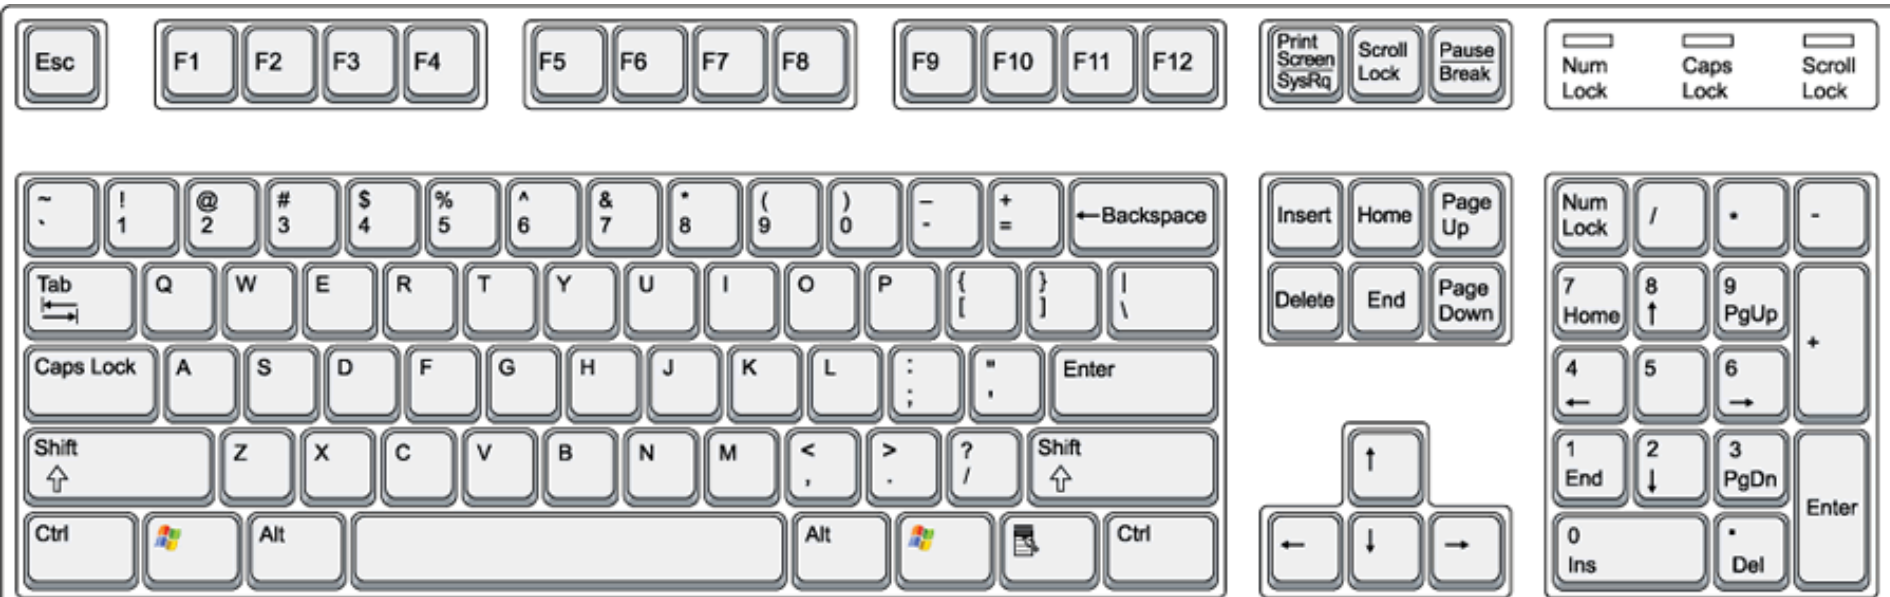 Esc F1 F2 F3 F4 F5 F6 F7 F8 F9 F10 F11 F12
Print
Screen
SysRq
Scroll
Lock
Pause
Break
Num
Lock
Caps
Lock
Scroll
Lock
~ ! @ # $ % ^ & * ( ) _ +
` 1 2 3 4 5 6 7 8 9 0 - =
←Backspace
Insert Home
Page
Up
Num
Lock
/ * -
Tab Q W E R T Y U I O P { } |
[ ] \
Delete End
Page
Down
7 8 9
Home ↑ PgUp
+
Caps Lock A S D F G H J K L : " Enter
; '
4 5 6
← →
Shift Z X C V B N M < > ? Shift
⇧ , . / ⇧
↑
1 2 3
End ↓ PgDn
Enter
Ctrl Alt Alt Ctrl
← ↓ →
0 .
Ins Del